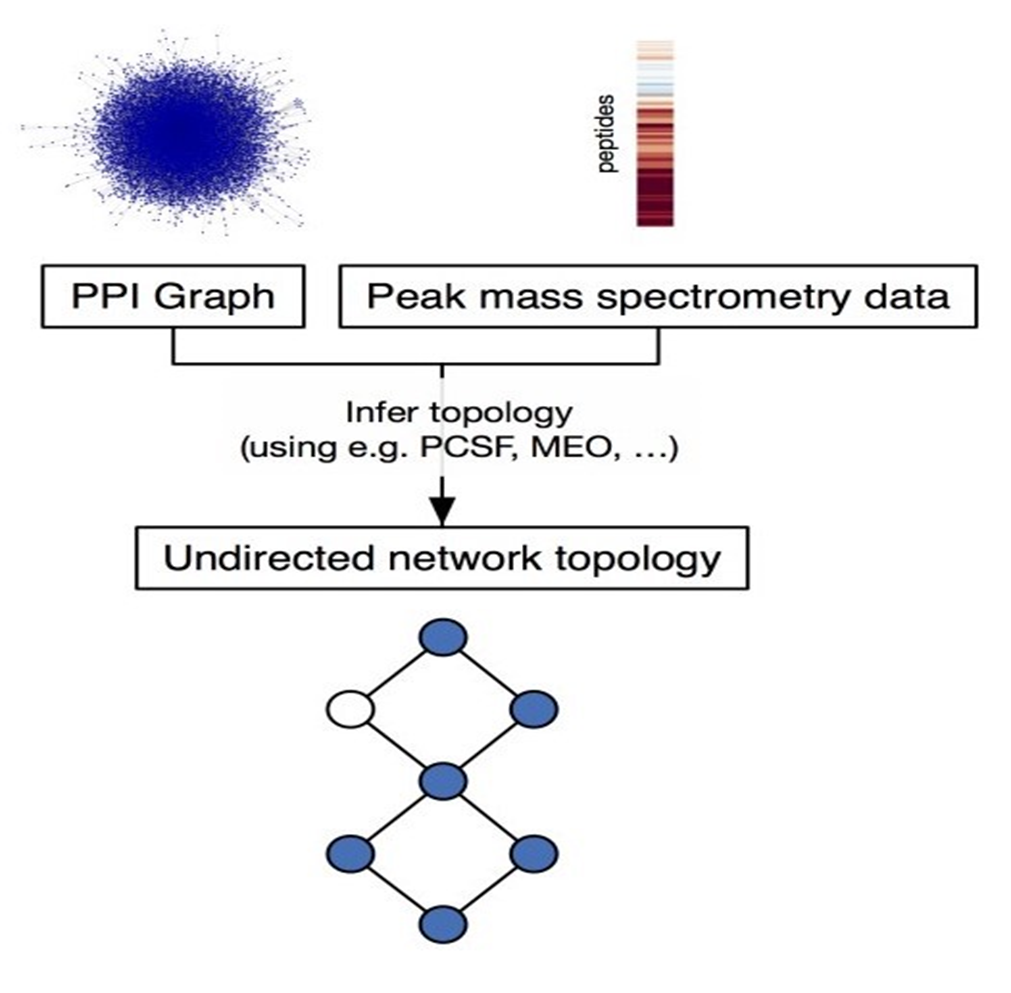 peptides
PPI Graph
Peak mass spectrometry data
Infer topology
(using e.g. PCSF, MEO, ...)
Undirected network topology